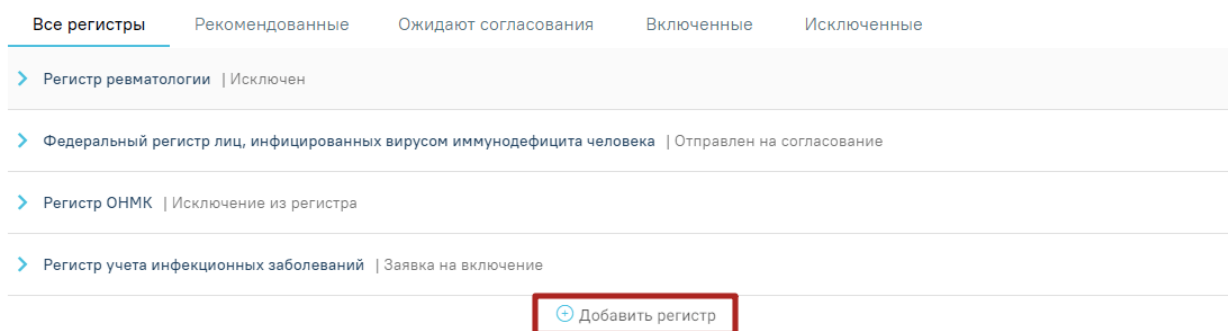 Все регистры Рекомендованные Ожидают согласования Включенные Исключенные
Регистр ревматологии | Исключен
Федеральный регистр лиц, инфицированных вирусом иммунодефицита человека | Отправлен на согласование
Регистр ОНМК | Исключение из регистра
Регистр учета инфекционных заболеваний | Заявка на включение
Добавить регистр